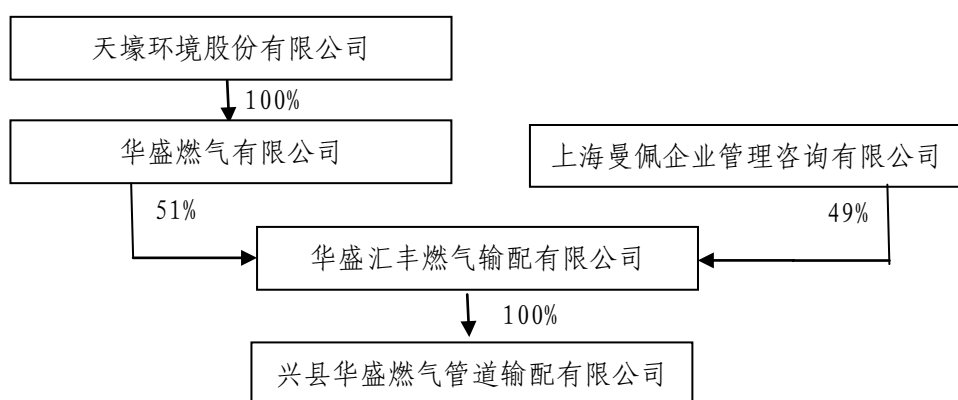 天壕环境股份有限公司
100%
华盛燃气有限公司
上海曼佩企业管理咨询有限公司
51%
49%
华盛汇丰燃气输配有限公司
100%
兴县华盛燃气管道输配有限公司